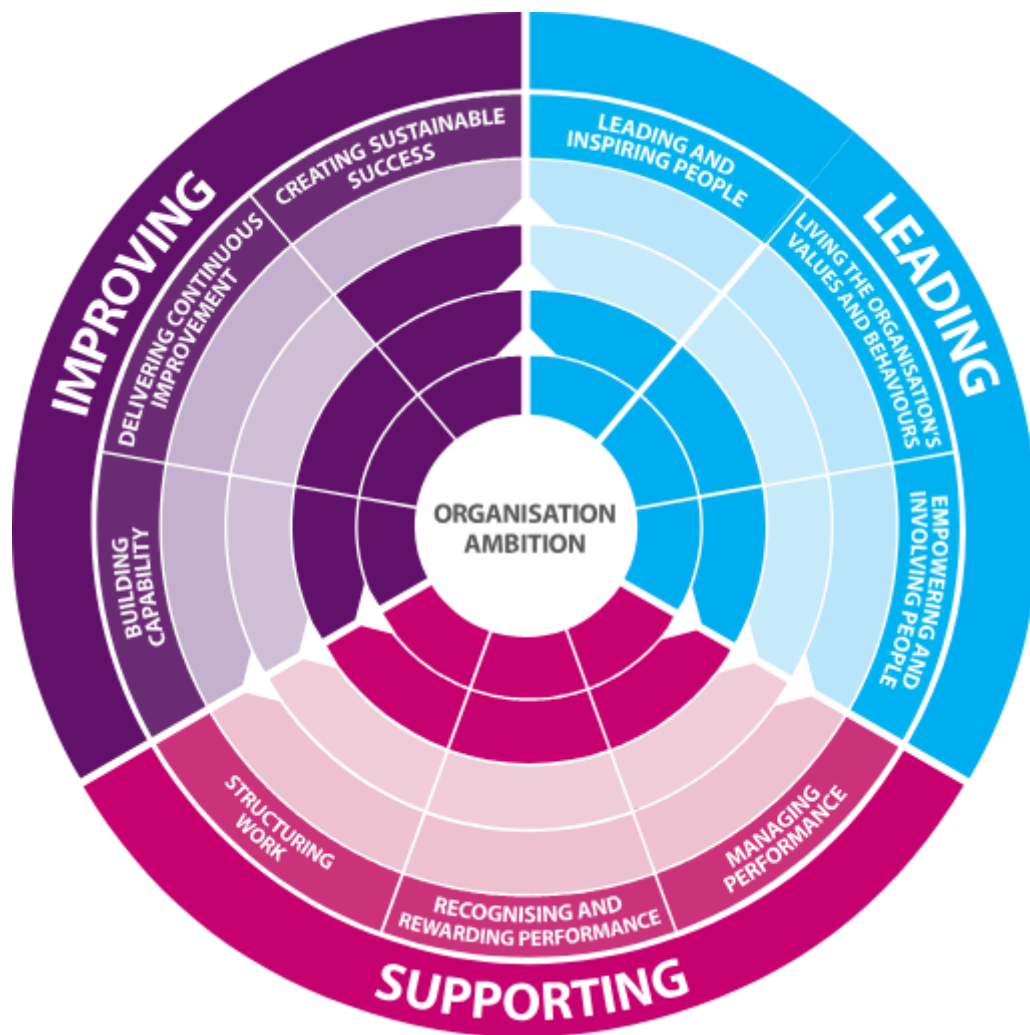 IMPROVING
LEADING
SUPPORTING
CREATING SUSTAINABLE
SUCCESS
LEADING AND
INSPIRING PEOPLE
LIVING THE ORGANISATION'S
VALUES AND BEHAVIOURS
EMPOWERING AND
INVOLVING PEOPLE
MANAGING
PERFORMANCE
RECOGNISING AND
REWARDING PERFORMANCE
STRUCTURING
WORK
BUILDING
CAPABILITY
DELIVERING CONTINUOUS
IMPROVEMENT
ORGANISATION
AMBITION